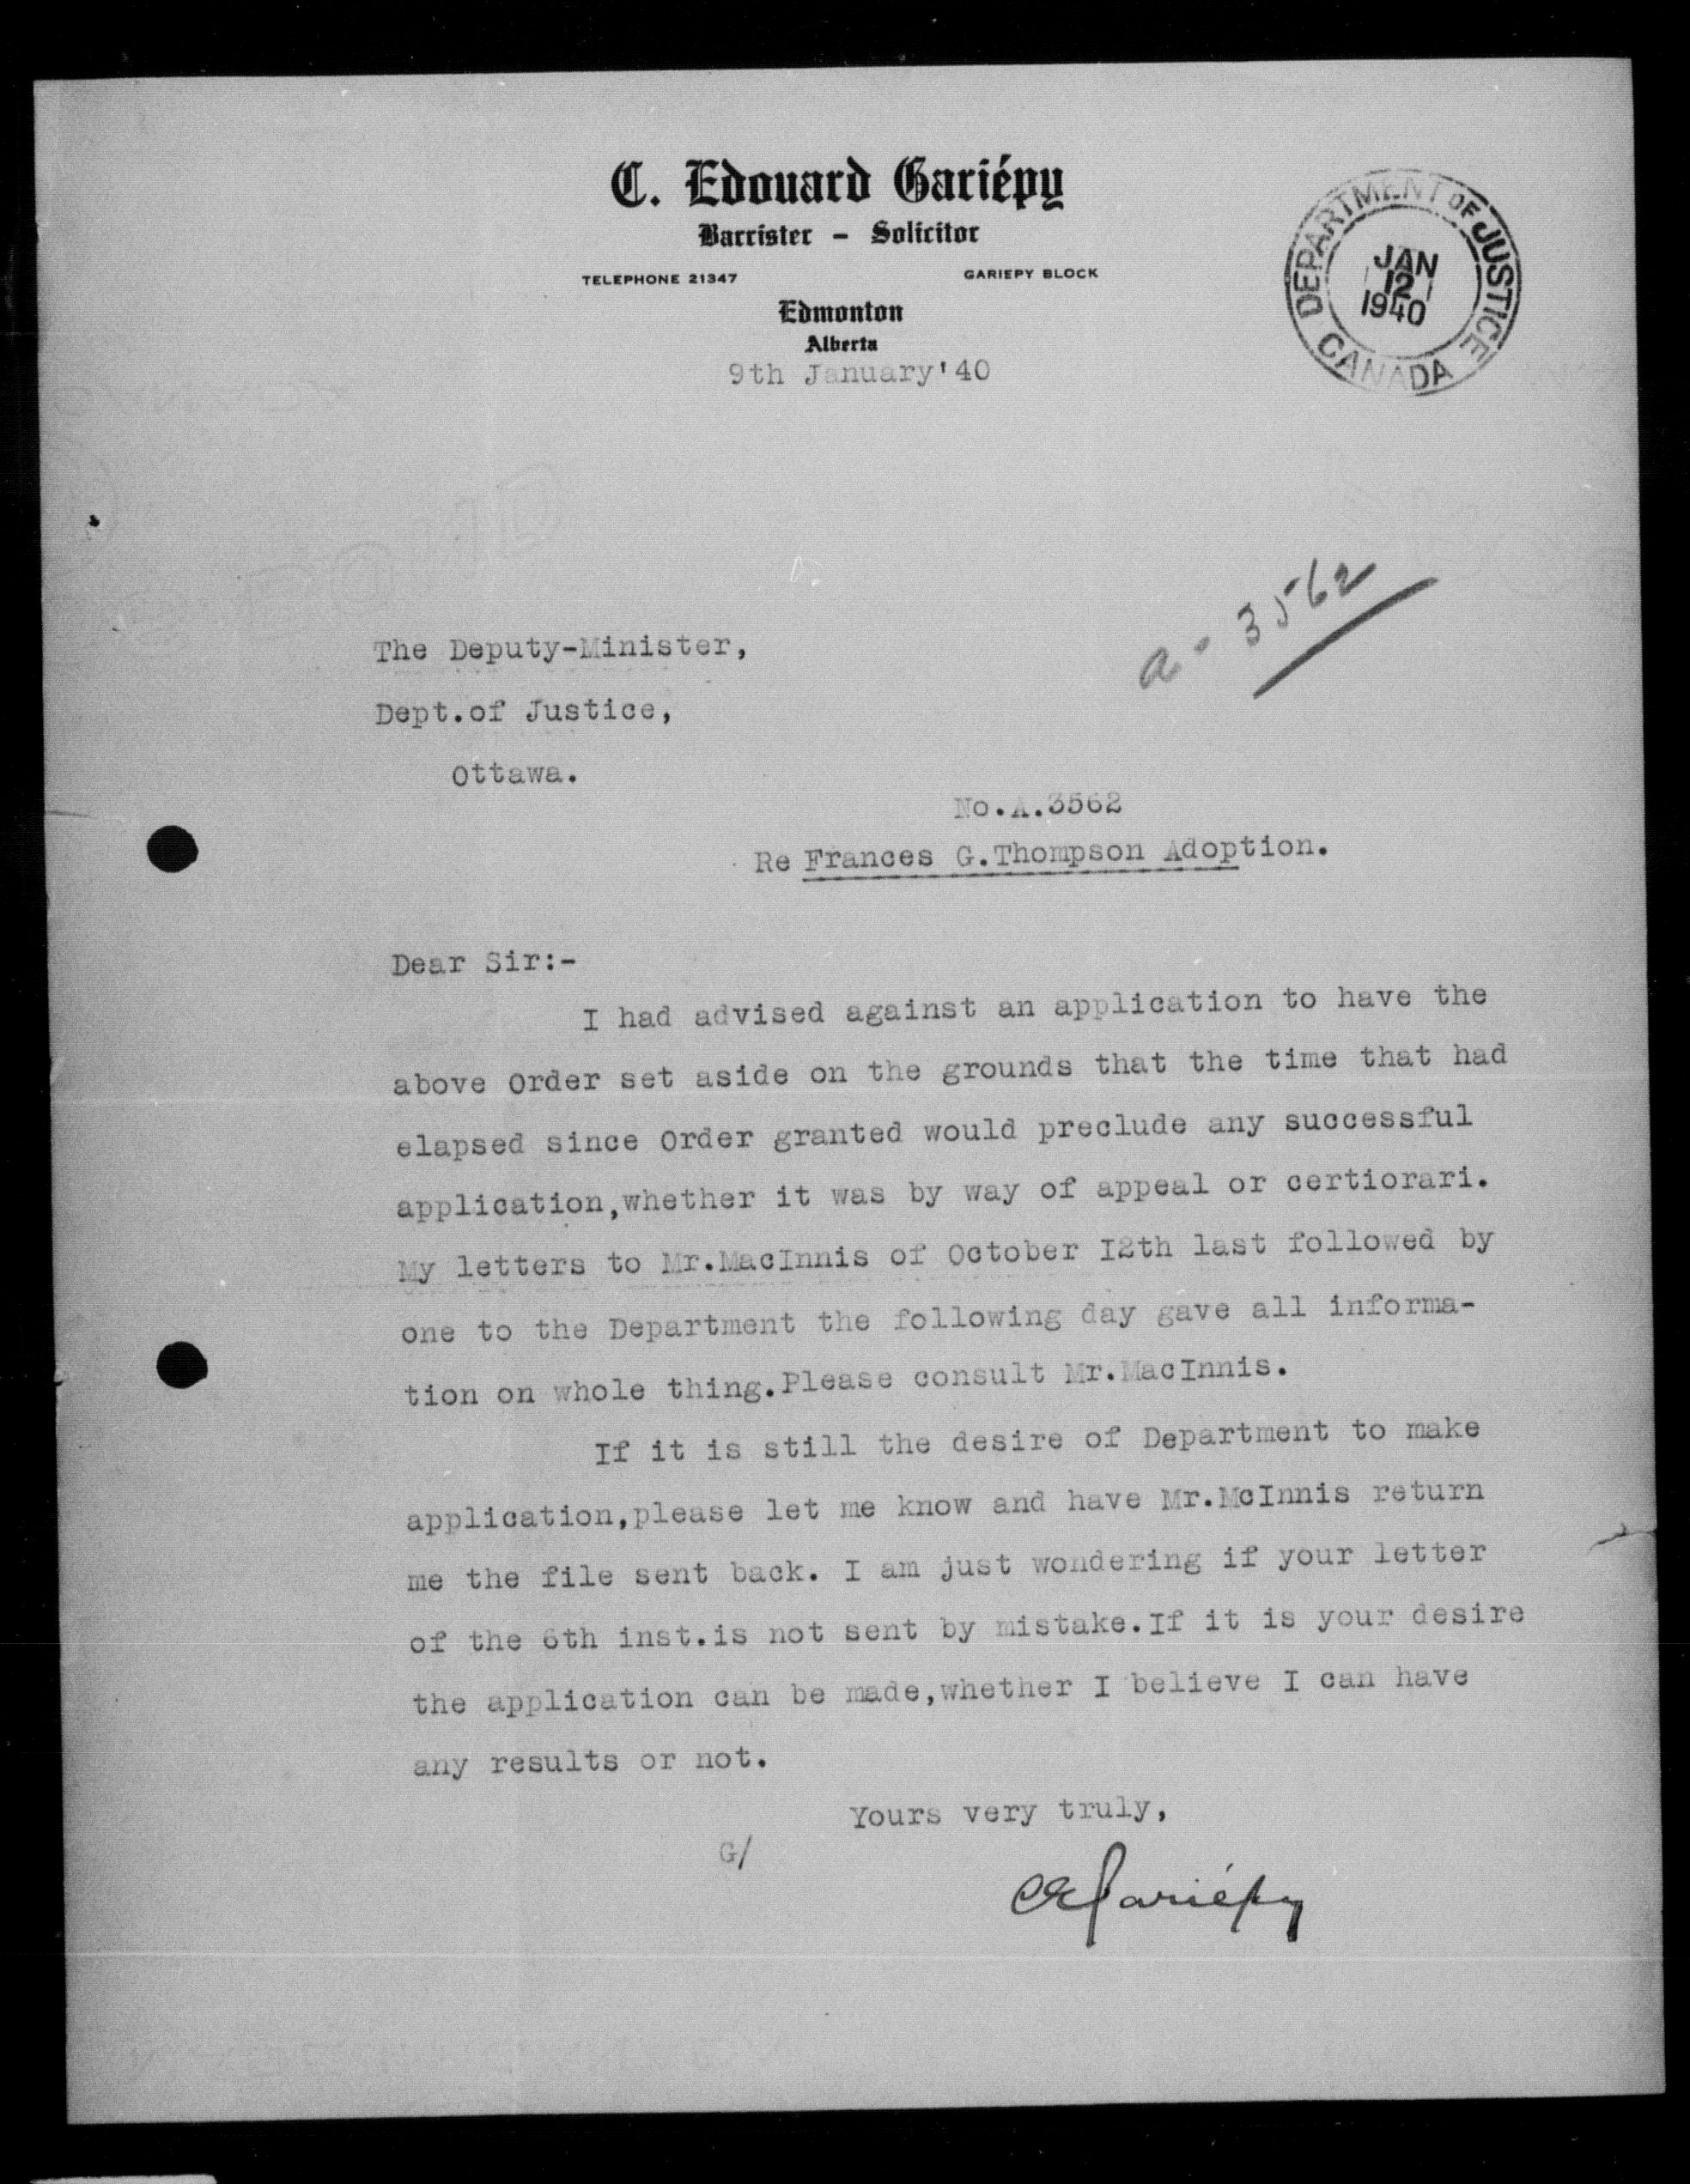 C. Edouard Gariépy
Barrister - Solicitor
TELEPHONE 21347 GARIEPY BLOCK
Edmonton
Alberta
9th January'40
DEPARTMENT OF JUSTICE
JAN
12
1940
CANADA
a - 3562
The Deputy-Minister,
Dept.of Justice,
Ottawa.
No.A.3562
Re Frances G.Thompson Adoption.
Dear Sir:-
I had advised against an application to have the
above Order set aside on the grounds that the time that had
elapsed since Order granted would preclude any successful
application,whether it was by way of appeal or certiorari.
My letters to Mr.MacInnis of October I2th last followed by
one to the Department the following day gave all informa-
tion on whole thing.Please consult Mr.MacInnis.
If it is still the desire of Department to make
application,please let me know and have Mr.McInnis return
me the file sent back. I am just wondering if your letter
of the 6th inst.is not sent by mistake.If it is your desire
the application can be made,whether I believe I can have
any results or not.
Yours very truly,
G/
CEGariépy